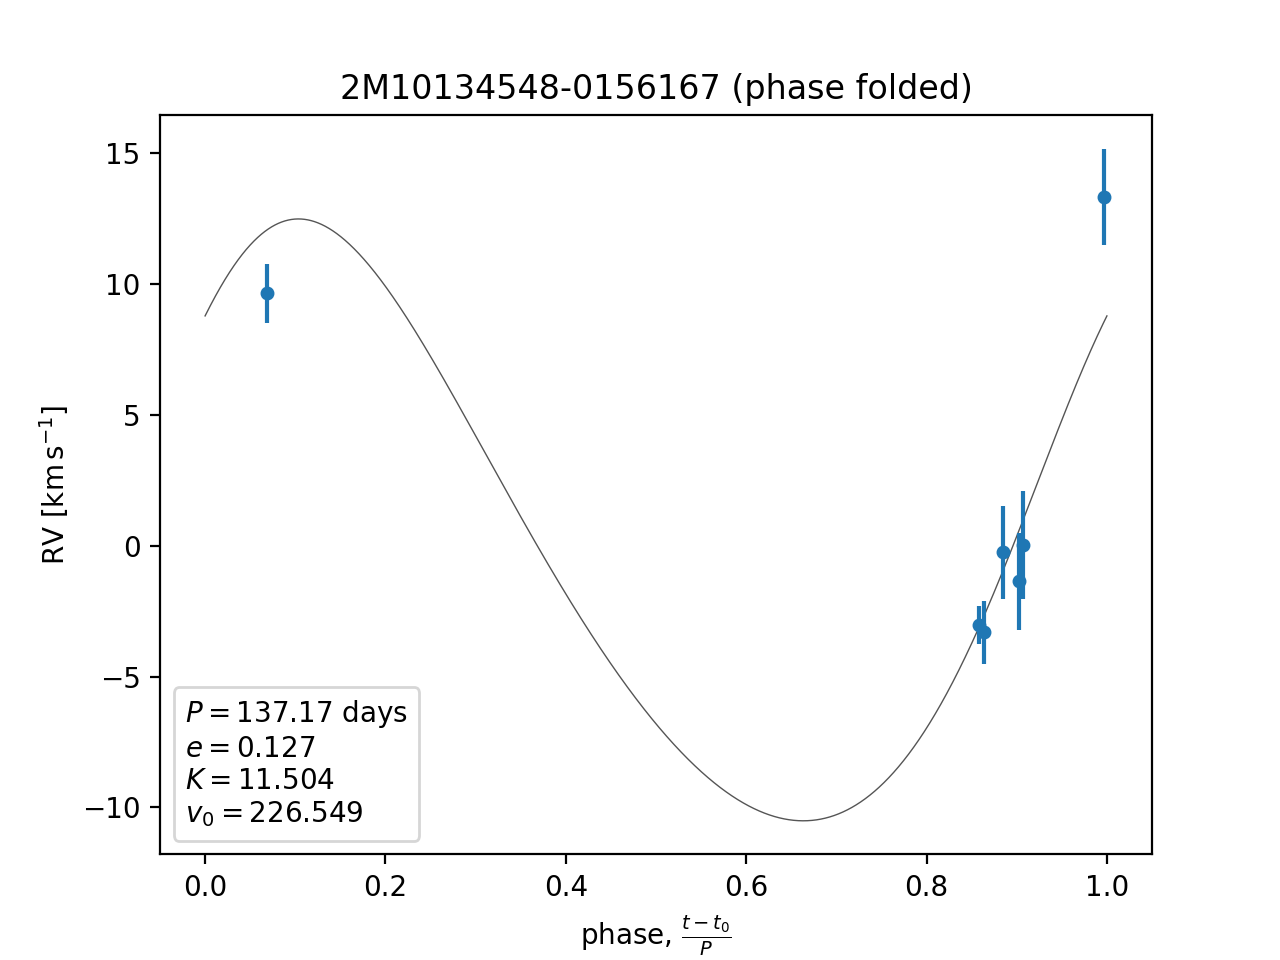 2M10134548-0156167 (phase folded)
RV [km s⁻¹]
15
10
5
0
−5
−10
P = 137.17 days
e = 0.127
K = 11.504
v₀ = 226.549
0.0 0.2 0.4 0.6 0.8 1.0
phase, (t − t₀)/P